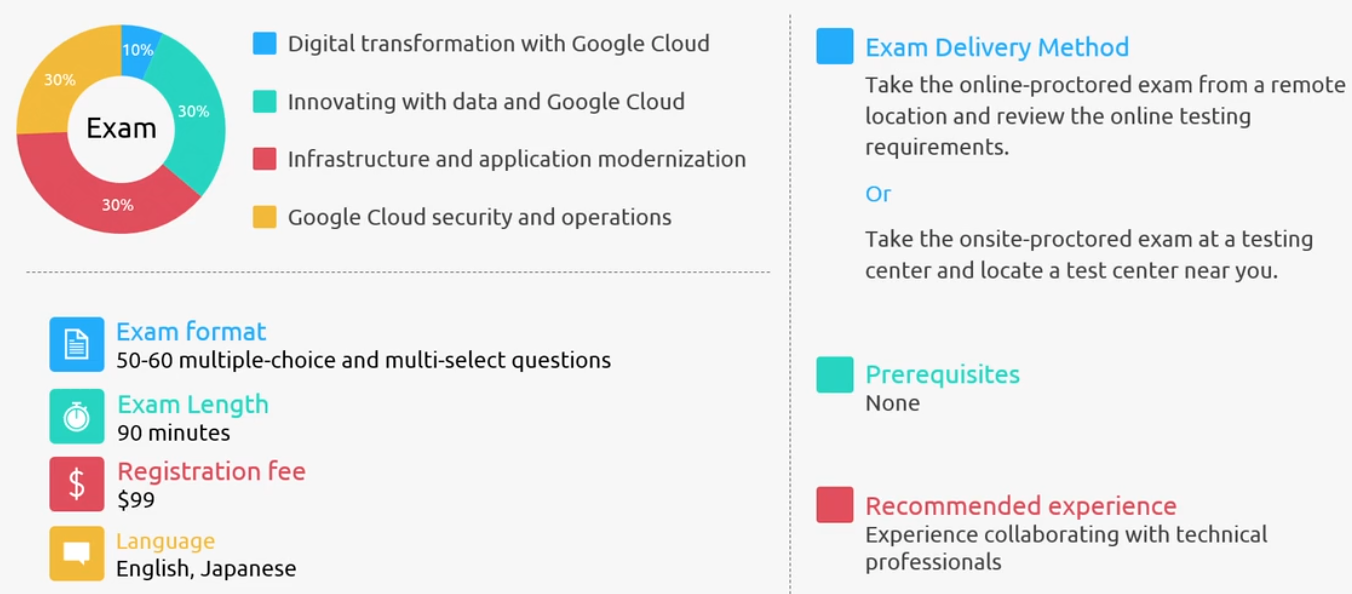 10%
30%
30%
30%
Exam
Digital transformation with Google Cloud
Innovating with data and Google Cloud
Infrastructure and application modernization
Google Cloud security and operations
Exam format
50-60 multiple-choice and multi-select questions
Exam Length
90 minutes
$
Registration fee
$99
Language
English, Japanese
Exam Delivery Method
Take the online-proctored exam from a remote
location and review the online testing
requirements.
Or
Take the onsite-proctored exam at a testing
center and locate a test center near you.
Prerequisites
None
Recommended experience
Experience collaborating with technical
professionals